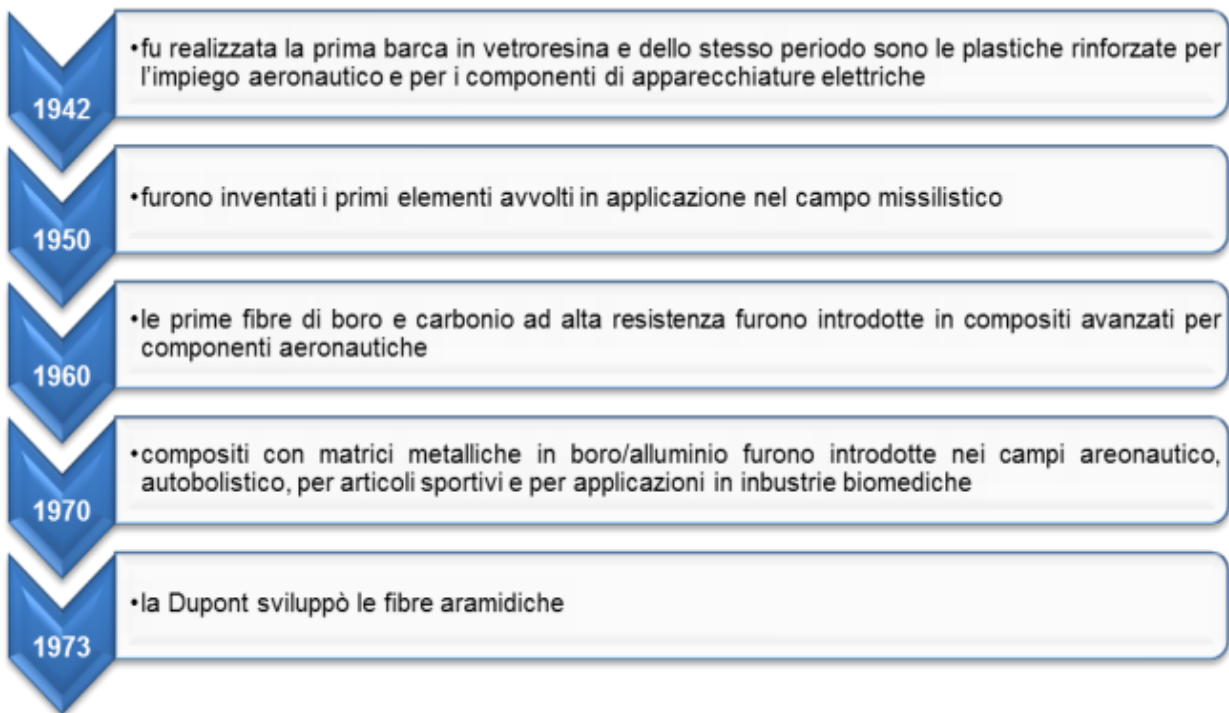 •fu realizzata la prima barca in vetroresina e dello stesso periodo sono le plastiche rinforzate per
l'impiego aeronautico e per i componenti di apparecchiature elettriche
1942
•furono inventati i primi elementi avvolti in applicazione nel campo missilistico
1950
•le prime fibre di boro e carbonio ad alta resistenza furono introdotte in compositi avanzati per
componenti aeronautiche
1960
•compositi con matrici metalliche in boro/alluminio furono introdotte nei campi areonautico,
autobolistico, per articoli sportivi e per applicazioni in inbustrie biomediche
1970
•la Dupont sviluppò le fibre aramidiche
1973